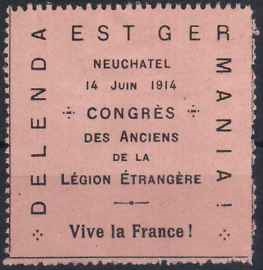 DELENDA
EST GER
MANIA!
NEUCHATEL
14 JUIN 1914
CONGRÈS
DES ANCIENS
DE LA
LÉGION ÉTRANGÈRE
Vive la France !